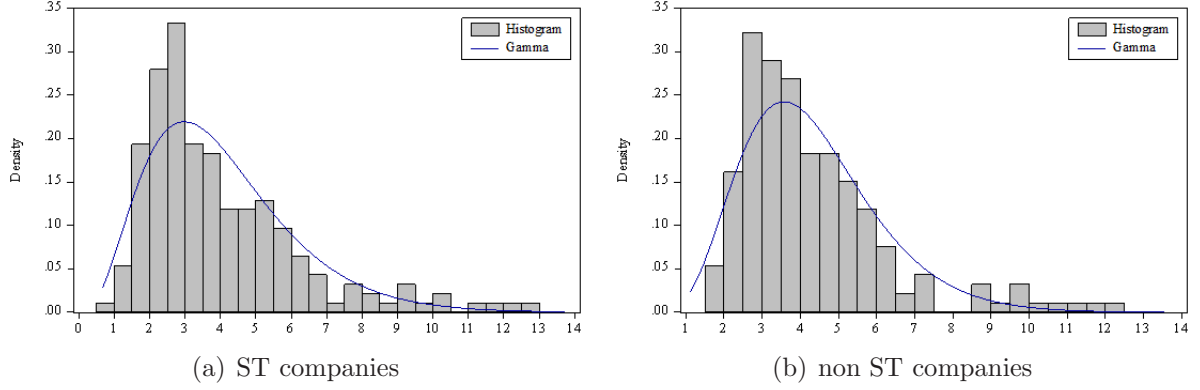 .35
.30
.25
.20
.15
.10
.05
.00
Density
0 1 2 3 4 5 6 7 8 9 10 11 12 13 14
Histogram
Gamma
(a) ST companies
.35
.30
.25
.20
.15
.10
.05
.00
Density
1 2 3 4 5 6 7 8 9 10 11 12 13 14
Histogram
Gamma
(b) non ST companies